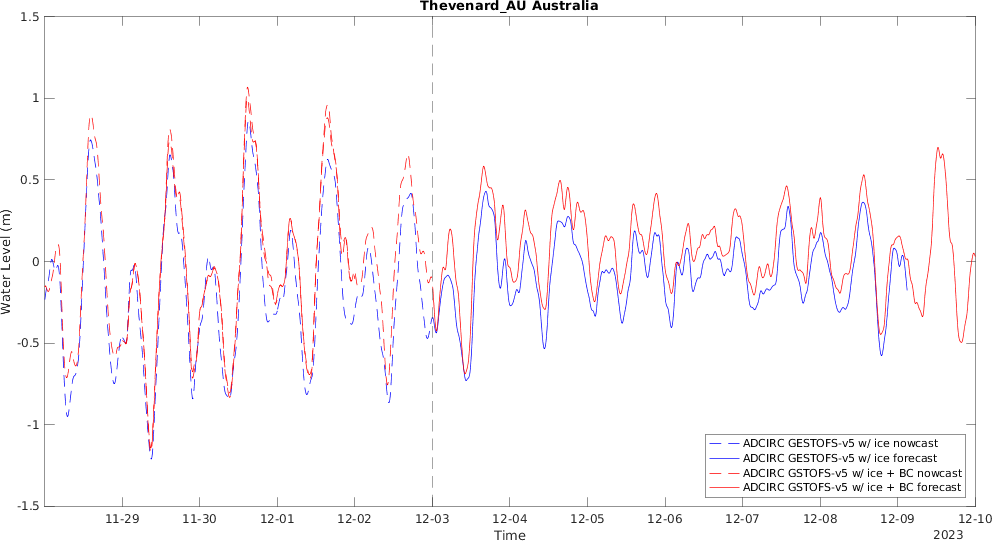 Thevenard_AU Australia
Water Level (m)
1.5
1
0.5
0
-0.5
-1
-1.5
ADCIRC GESTOFS-v5 w/ ice nowcast
ADCIRC GESTOFS-v5 w/ ice forecast
ADCIRC GSTOFS-v5 w/ ice + BC nowcast
ADCIRC GSTOFS-v5 w/ ice + BC forecast
11-29 11-30 12-01 12-02 12-03 12-04 12-05 12-06 12-07 12-08 12-09 12-10
Time
2023